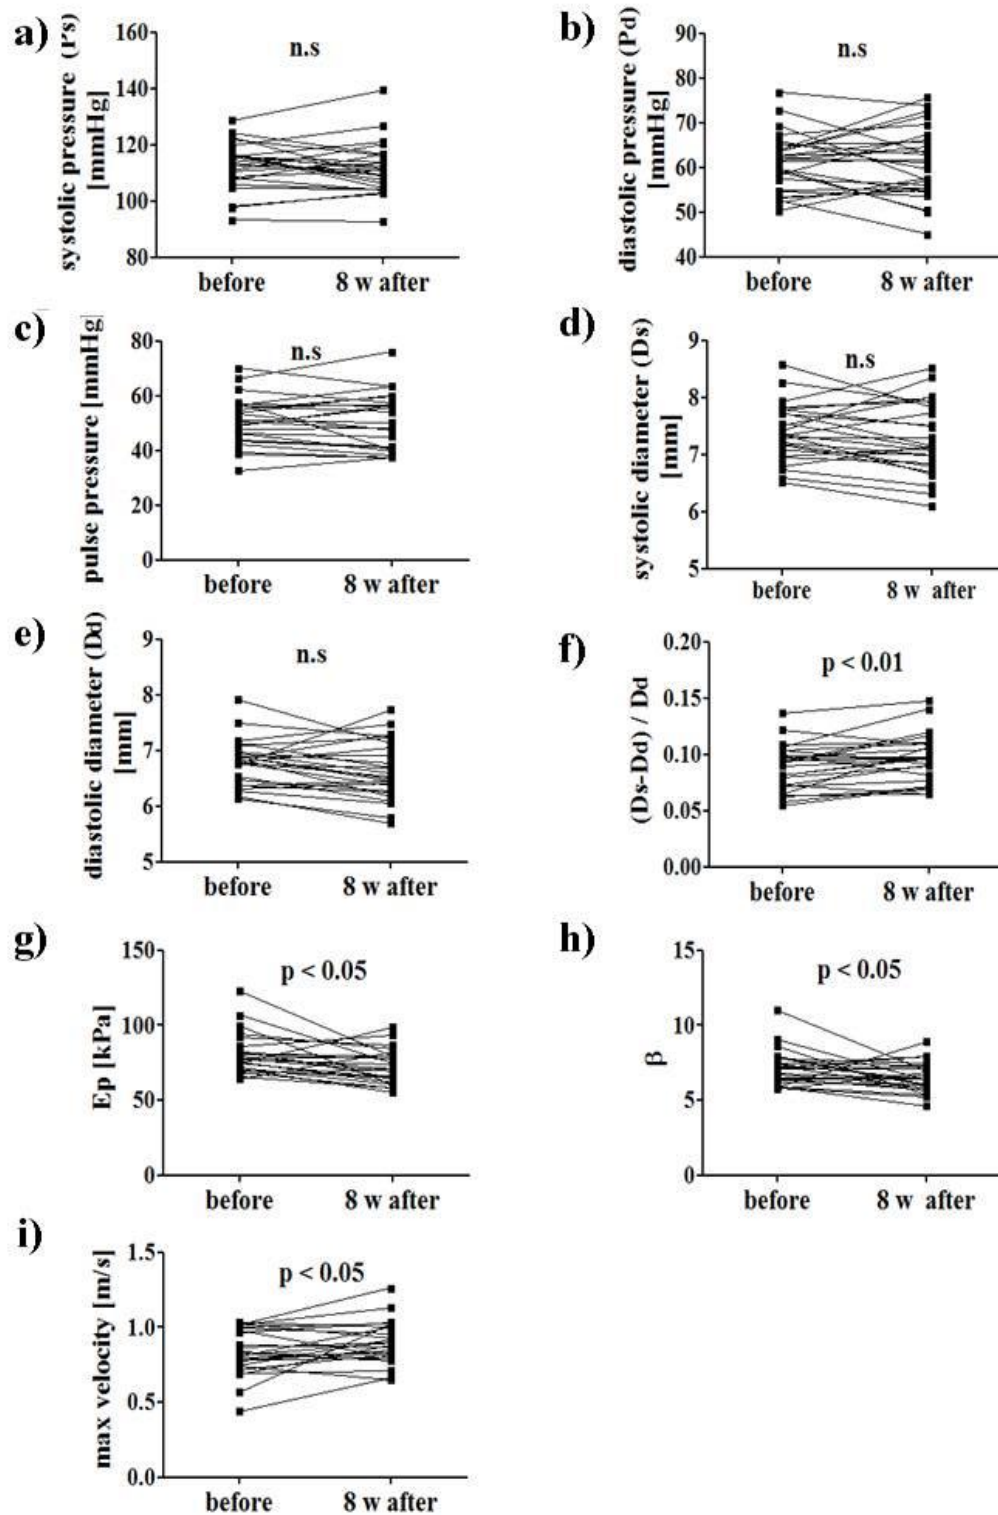 a)
systolic pressure (Ps)
[mmHg]
n.s
160
140
120
100
80
before 8 w after
b)
diastolic pressure (Pd)
[mmHg]
n.s
90
80
70
60
50
40
before 8 w after
c)
pulse pressure [mmHg]
n.s
80
60
40
20
0
before 8 w after
d)
systolic diameter (Ds)
[mm]
n.s
9
8
7
6
5
before 8 w after
e)
diastolic diameter (Dd)
[mm]
n.s
9
8
7
6
5
before 8 w after
f)
(Ds-Dd) / Dd
p < 0.01
0.20
0.15
0.10
0.05
0.00
before 8 w after
g)
Ep [kPa]
p < 0.05
150
100
50
0
before 8 w after
h)
β
p < 0.05
15
10
5
0
before 8 w after
i)
max velocity [m/s]
p < 0.05
1.5
1.0
0.5
0.0
before 8 w after